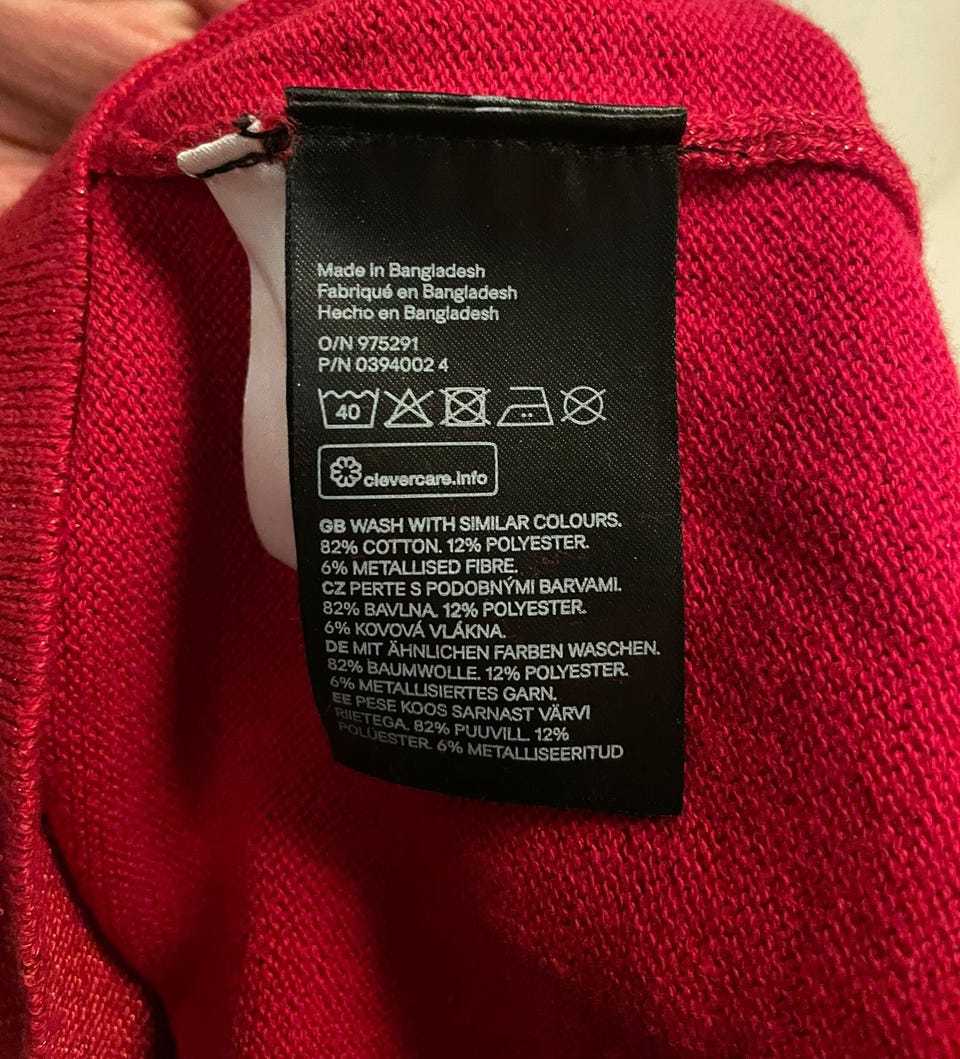 Made in Bangladesh
Fabriqué en Bangladesh
Hecho en Bangladesh
O/N 975291
P/N 0394002 4
40
clevercare.info
GB WASH WITH SIMILAR COLOURS.
82% COTTON. 12% POLYESTER.
6% METALLISED FIBRE.
CZ PERTE S PODOBNÝMI BARVAMI.
82% BAVLNA. 12% POLYESTER.
6% KOVOVÁ VLÁKNA.
DE MIT ÄHNLICHEN FARBEN WASCHEN.
82% BAUMWOLLE. 12% POLYESTER.
6% METALLISIERTES GARN.
EE PESE KOOS SARNAST VÄRVI
RIIETEGA. 82% PUUVILL. 12%
POLÜESTER. 6% METALLISEERITUD